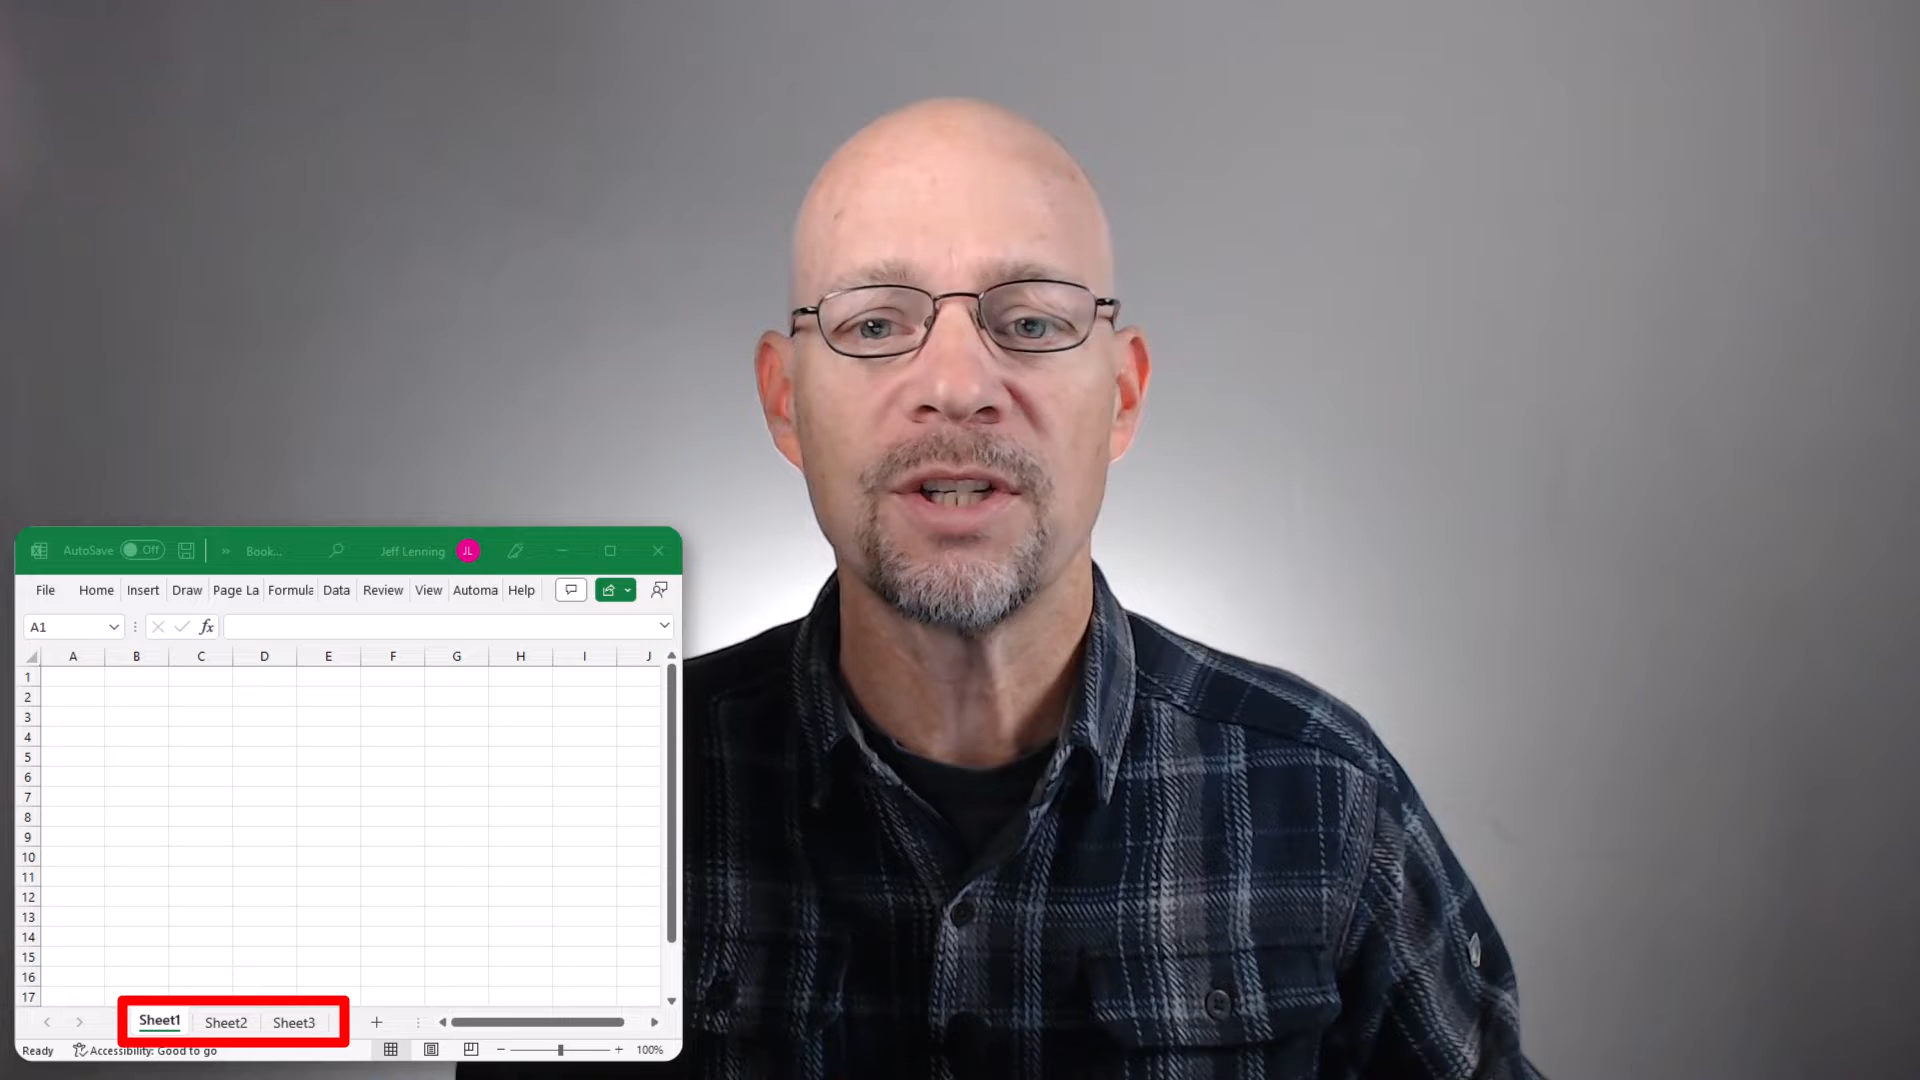 AutoSave Off » Book... Jeff Lenning JL
File Home Insert Draw Page La Formula Data Review View Automa Help
A1 fx
A B C D E F G H I J
1
2
3
4
5
6
7
8
9
10
11
12
13
14
15
16
17
Sheet1 Sheet2 Sheet3 +
Ready Accessibility: Good to go − + 100%